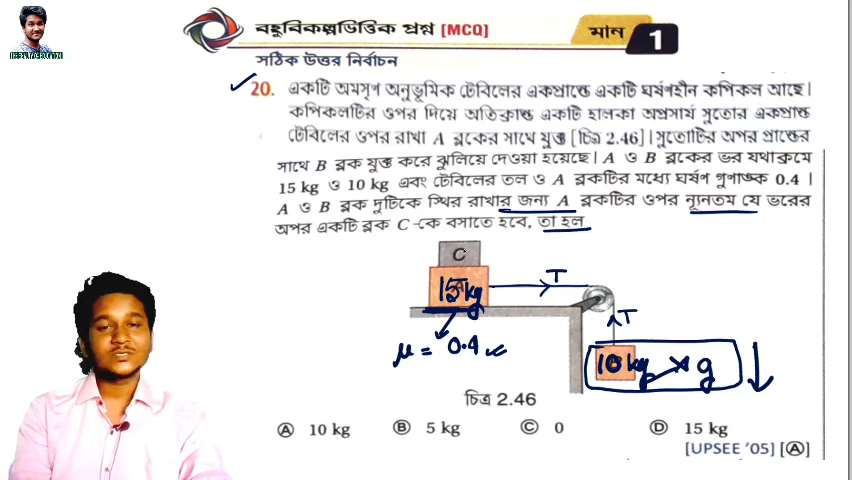 বহুবিকল্পভিত্তিক প্রশ্ন [MCQ]
মান 1
সঠিক উত্তর নির্বাচন
20. একটি অমসৃণ অনুভূমিক টেবিলের একপ্রান্তে একটি ঘর্ষণহীন কপিকল আছে।
কপিকলটির ওপর দিয়ে অতিক্রান্ত একটি হালকা অপ্রসার্য সুতোর একপ্রান্ত
টেবিলের ওপর রাখা A ব্লকের সাথে যুক্ত [চিত্র 2.46]। সুতোটির অপর প্রান্তের
সাথে B ব্লক যুক্ত করে ঝুলিয়ে দেওয়া হয়েছে। A ও B ব্লকের ভর যথাক্রমে
15 kg ও 10 kg এবং টেবিলের তল ও A ব্লকটির মধ্যে ঘর্ষণ গুণাঙ্ক 0.4 ।
A ও B ব্লক দুটিকে স্থির রাখার জন্য A ব্লকটির ওপর ন্যূনতম যে ভরের
অপর একটি ব্লক C-কে বসাতে হবে, তা হল
C
15 kg
T
T
μ = 0.4
10 kg × g
চিত্র 2.46
A 10 kg B 5 kg C 0 D 15 kg
[UPSEE '05] [A]